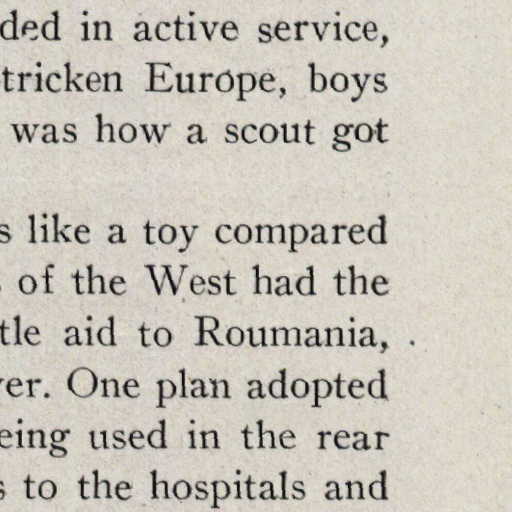 ded in active service,
tricken Europe, boys
was how a scout got
s like a toy compared
of the West had the
tle aid to Roumania,
er. One plan adopted
eing used in the rear
s to the hospitals and